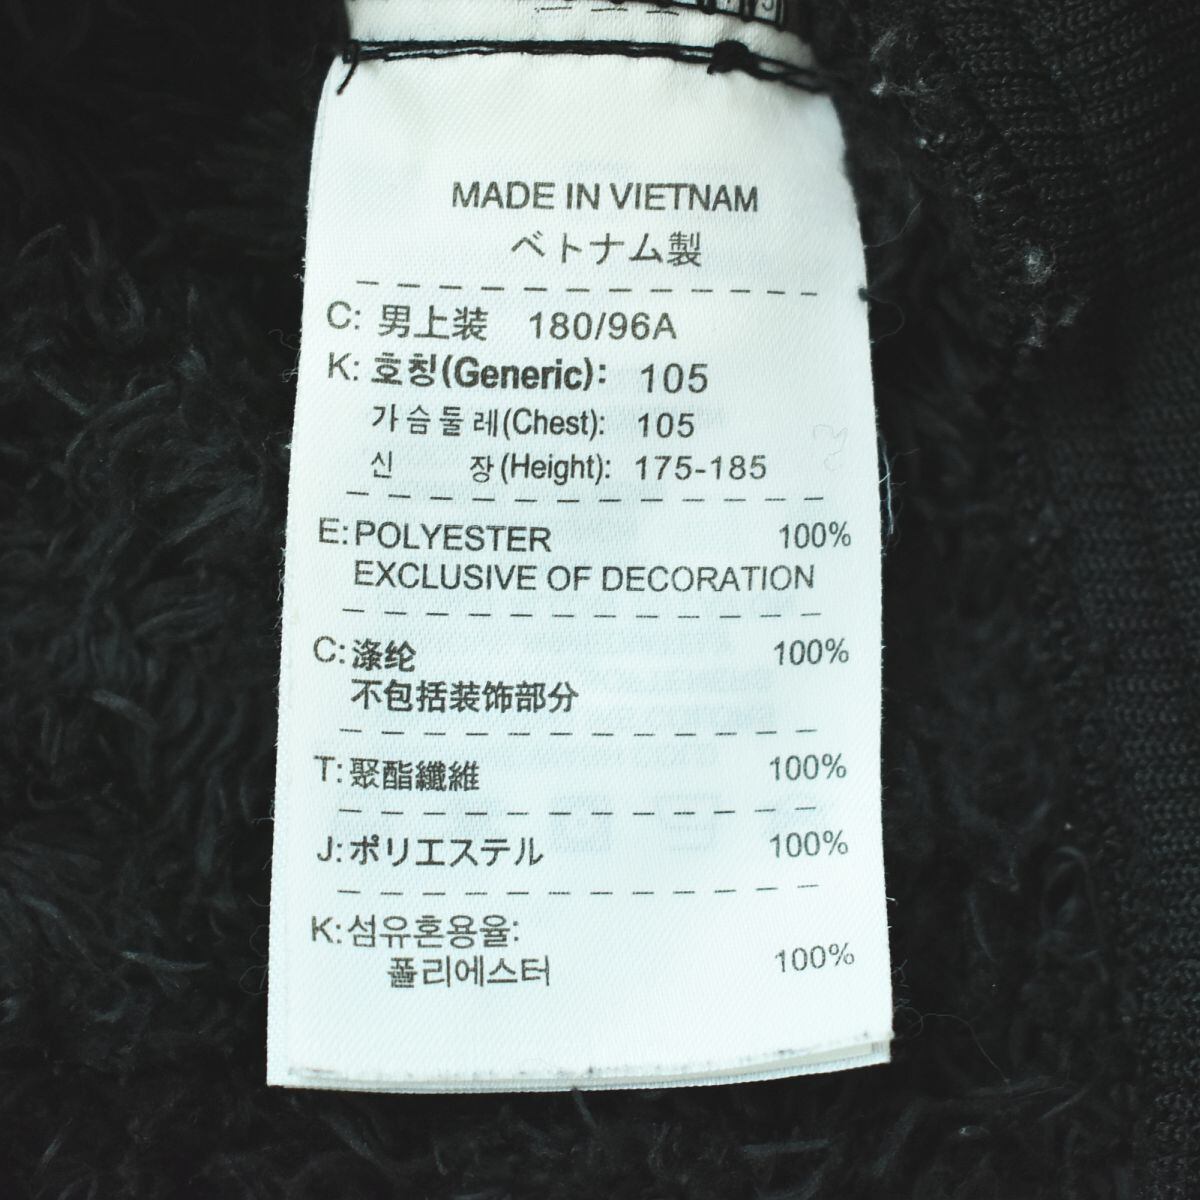 MADE IN VIETNAM
ベトナム製
C: 男上装 180/96A
K: 호칭(Generic): 105
가슴둘레(Chest): 105
신 장(Height): 175-185
E: POLYESTER 100%
EXCLUSIVE OF DECORATION
C: 涤纶 100%
不包括装饰部分
T: 聚酯纖維 100%
J: ポリエステル 100%
K: 섬유혼용율:
폴리에스터 100%